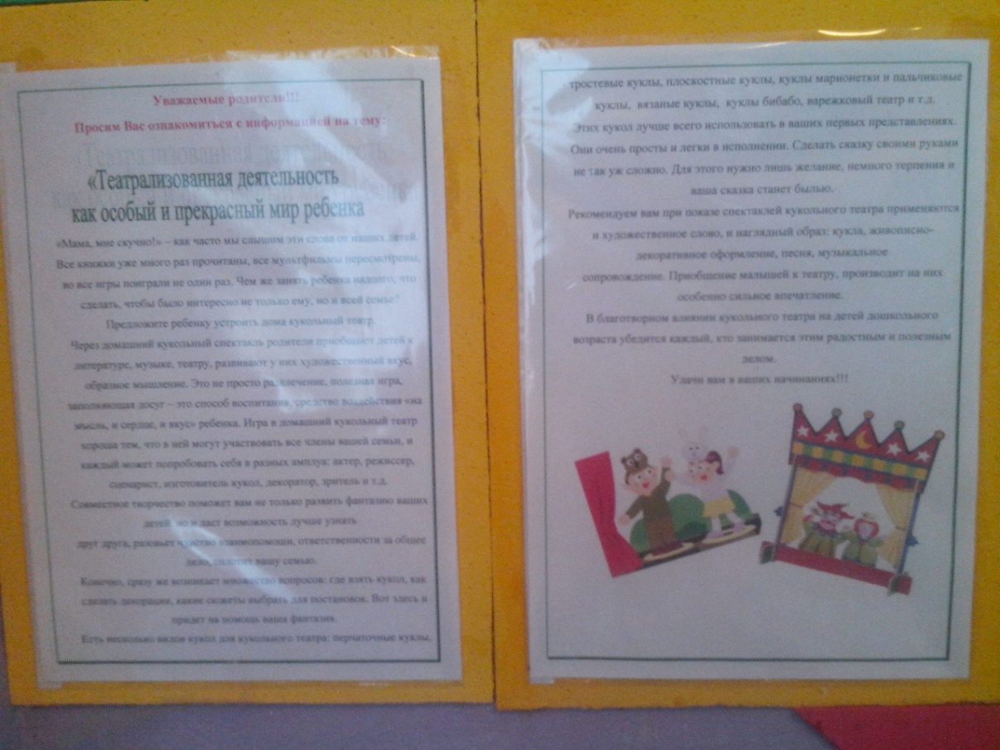 Уважаемые родители!!!
Просим Вас ознакомиться с информацией на тему:
«Театрализованная деятельность
как особый и прекрасный мир ребенка
«Мама, мне скучно!» – как часто мы слышим эти слова от наших детей.
Все книжки уже много раз прочитаны, все мультфильмы пересмотрены,
во все игры поиграли не один раз. Чем же занять ребенка надолго, что
сделать, чтобы было интересно не только ему, но и всей семье?
Предложите ребенку устроить дома кукольный театр.
Через домашний кукольный спектакль родители приобщают детей к
литературе, музыке, театру, развивают у них художественный вкус,
образное мышление. Это не просто развлечение, полезная игра,
заполняющая досуг – это способ воспитания, средство воздействия «на
мысль, и сердце, и вкус» ребенка. Игра в домашний кукольный театр
хороша тем, что в ней могут участвовать все члены вашей семьи, и
каждый может попробовать себя в разных амплуа: актер, режиссер,
сценарист, изготовитель кукол, декоратор, зритель и т.д.
Совместное творчество поможет вам не только развить фантазию ваших
детей но и даст возможность лучше узнать
друг друга, разовьет чувство взаимопомощи, ответственности за общее
дело, сплотит вашу семью.
Конечно, сразу же возникает множество вопросов: где взять кукол, как
сделать декорации, какие сюжеты выбрать для постановок. Вот здесь и
придет на помощь ваша фантазия.
Есть несколько видов кукол для кукольного театра: перчаточные куклы,
тростевые куклы, плоскостные куклы, куклы марионетки и пальчиковые
куклы, вязаные куклы, куклы бибабо, варежковый театр и т.д.
Этих кукол лучше всего использовать в ваших первых представлениях.
Они очень просты и легки в исполнении. Сделать сказку своими руками
не так уж сложно. Для этого нужно лишь желание, немного терпения и
ваша сказка станет былью.
Рекомендуем вам при показе спектаклей кукольного театра применяются
и художественное слово, и наглядный образ: кукла, живописно-
декоративное оформление, песня, музыкальное
сопровождение. Приобщение малышей к театру, производит на них
особенно сильное впечатление.
В благотворном влиянии кукольного театра на детей дошкольного
возраста убедится каждый, кто занимается этим радостным и полезным
делом.
Удачи вам в ваших начинаниях!!!